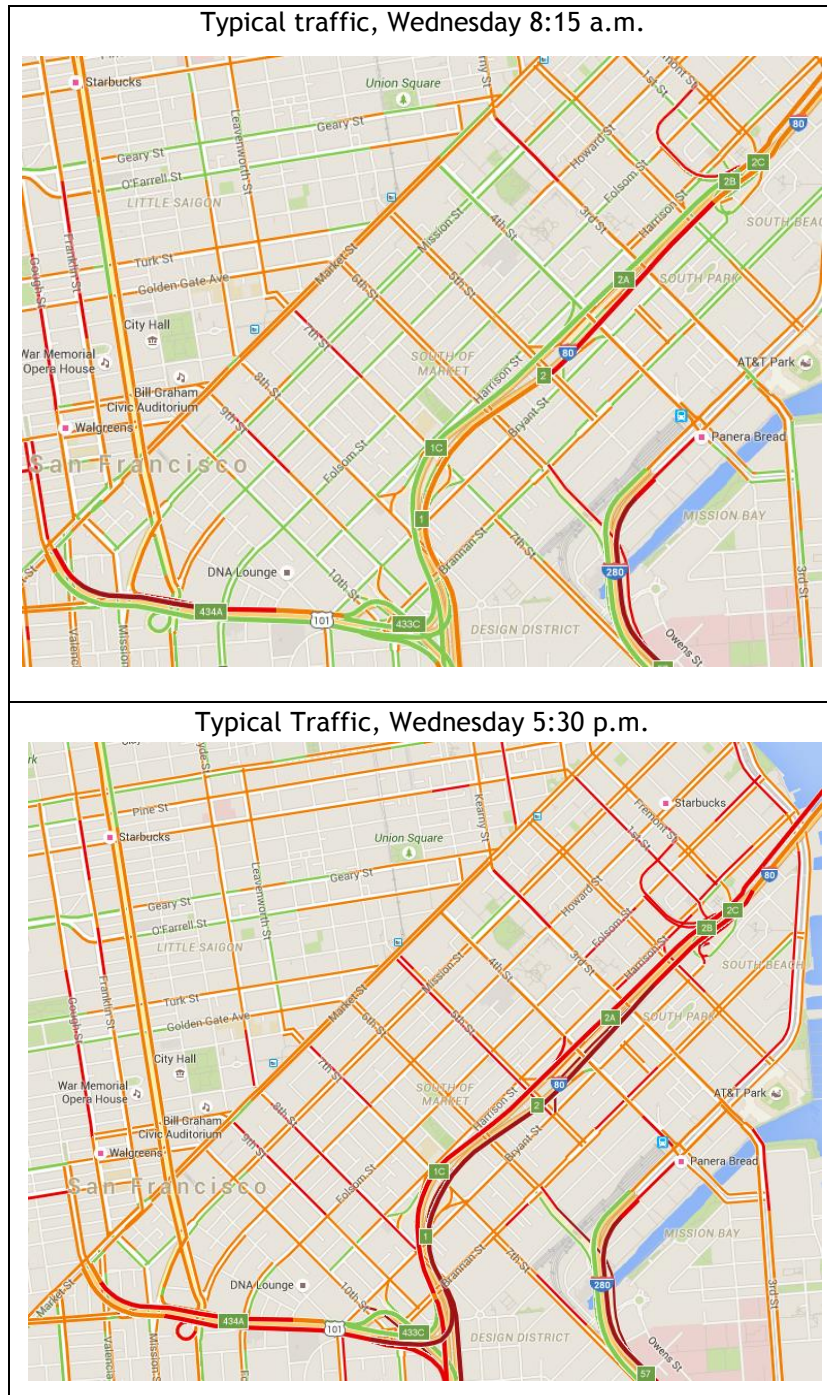 Typical traffic, Wednesday 8:15 a.m.
Starbucks
Union Square
Kearny St
1st St
Geary St
Leavenworth St
Howard St
80
Geary St
O'Farrell St
Folsom St
2C
2B
LITTLE SAIGON
Mission St
4th St
3rd St
Harrison St
SOUTH BEAC
Franklin St
Gough St
Turk St
Market St
5th St
2A
SOUTH PARK
Golden Gate Ave
6th St
City Hall
7th St
War Memorial
Opera House
SOUTH OF
MARKET
Harrison St
80
AT&T Park
8th St
2
Bill Graham
Civic Auditorium
9th St
Bryant St
Walgreens
1C
Panera Bread
San Francisco
Folsom St
MISSION BAY
1
Brannan St
7th St
DNA Lounge
10th St
280
3rd St
434A
101
433C
DESIGN DISTRICT
Owens St
Mission
Typical Traffic, Wednesday 5:30 p.m.
Pine St
Starbucks
Kearny St
Fremont St
Starbucks
Union Square
1st St
Leavenworth St
80
Geary St
Geary St
Howard St
O'Farrell St
Folsom St
2C
2B
LITTLE SAIGON
Mission St
4th St
3rd St
Harrison St
SOUTH BEACH
Franklin St
Gough St
Turk St
Market St
5th St
2A
SOUTH PARK
Golden Gate Ave
6th St
City Hall
7th St
War Memorial
Opera House
SOUTH OF
MARKET
Harrison St
80
AT&T Park
8th St
2
Bill Graham
Civic Auditorium
9th St
Bryant St
Walgreens
1C
Panera Bread
San Francisco
Folsom St
MISSION BAY
1
Brannan St
7th St
Market St
DNA Lounge
10th St
280
3rd St
434A
101
433C
DESIGN DISTRICT
Owens St
57